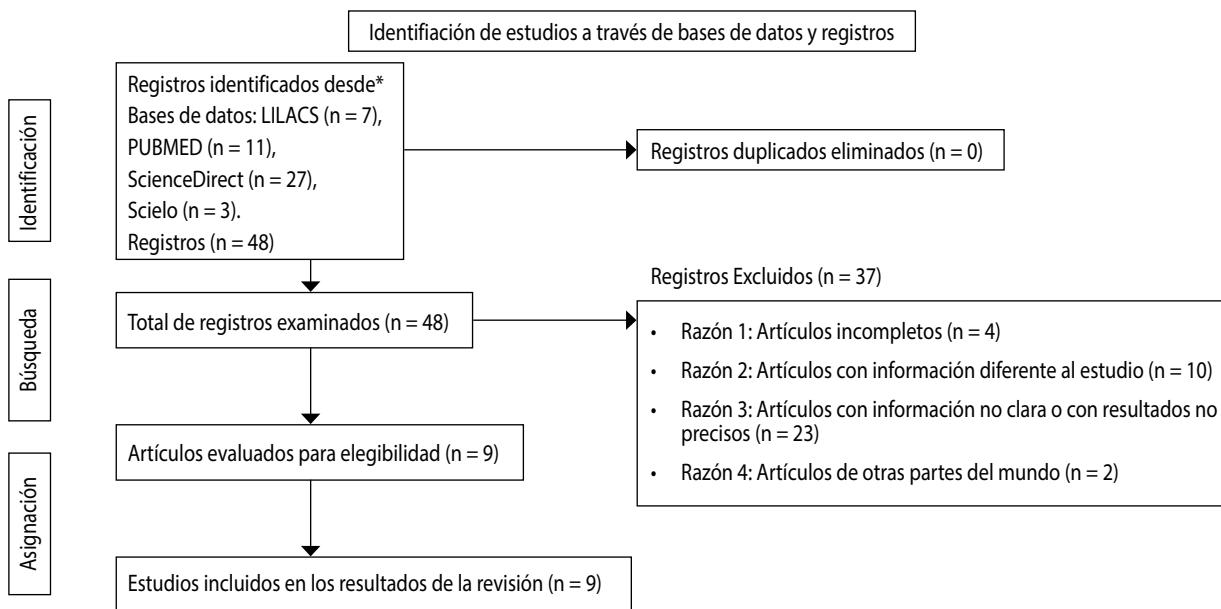 Identifiación de estudios a través de bases de datos y registros
Identificación
Registros identificados desde*
Bases de datos: LILACS (n = 7),
PUBMED (n = 11),
ScienceDirect (n = 27),
Scielo (n = 3).
Registros (n = 48)
Registros duplicados eliminados (n = 0)
Búsqueda
Total de registros examinados (n = 48)
Registros Excluidos (n = 37)
• Razón 1: Artículos incompletos (n = 4)
• Razón 2: Artículos con información diferente al estudio (n = 10)
• Razón 3: Artículos con información no clara o con resultados no
precisos (n = 23)
• Razón 4: Artículos de otras partes del mundo (n = 2)
Artículos evaluados para elegibilidad (n = 9)
Asignación
Estudios incluidos en los resultados de la revisión (n = 9)